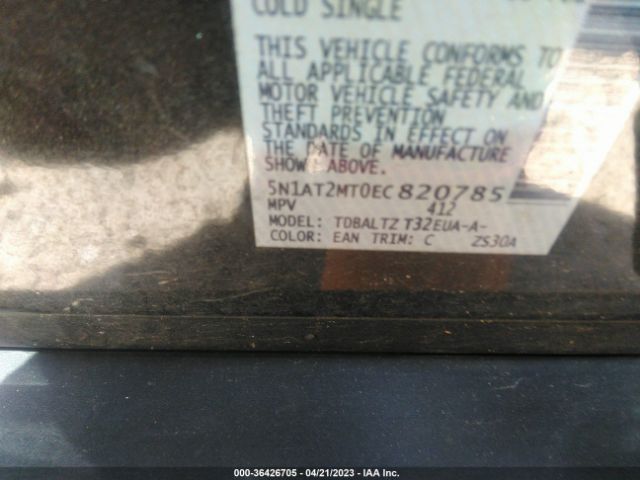 COLD SINGLE
THIS VEHICLE CONFORMS TO
ALL APPLICABLE FEDERAL
MOTOR VEHICLE SAFETY AND
THEFT PREVENTION
STANDARDS IN EFFECT ON
THE DATE OF MANUFACTURE
SHOWN ABOVE.
5N1AT2MT0EC820785
MPV 412
MODEL: TDBALTZ T32EUA-A-
COLOR: EAN TRIM: C ZS30A
000-36426705 - 04/21/2023 - IAA Inc.